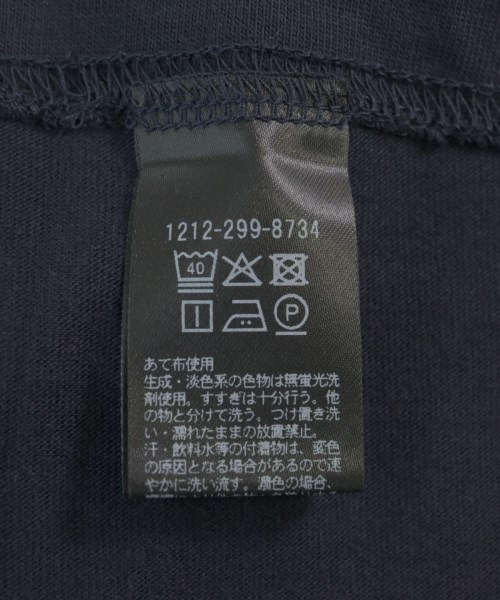 1212-299-8734
40
P
あて布使用
生成・淡色系の色物は無蛍光洗
剤使用。すすぎは十分行う。他
の物と分けて洗う。つけ置き洗
い・濡れたままの放置禁止。
汗・飲料水等の付着物は、変色
の原因となる場合があるので速
やかに洗い流す。濃色の場合、